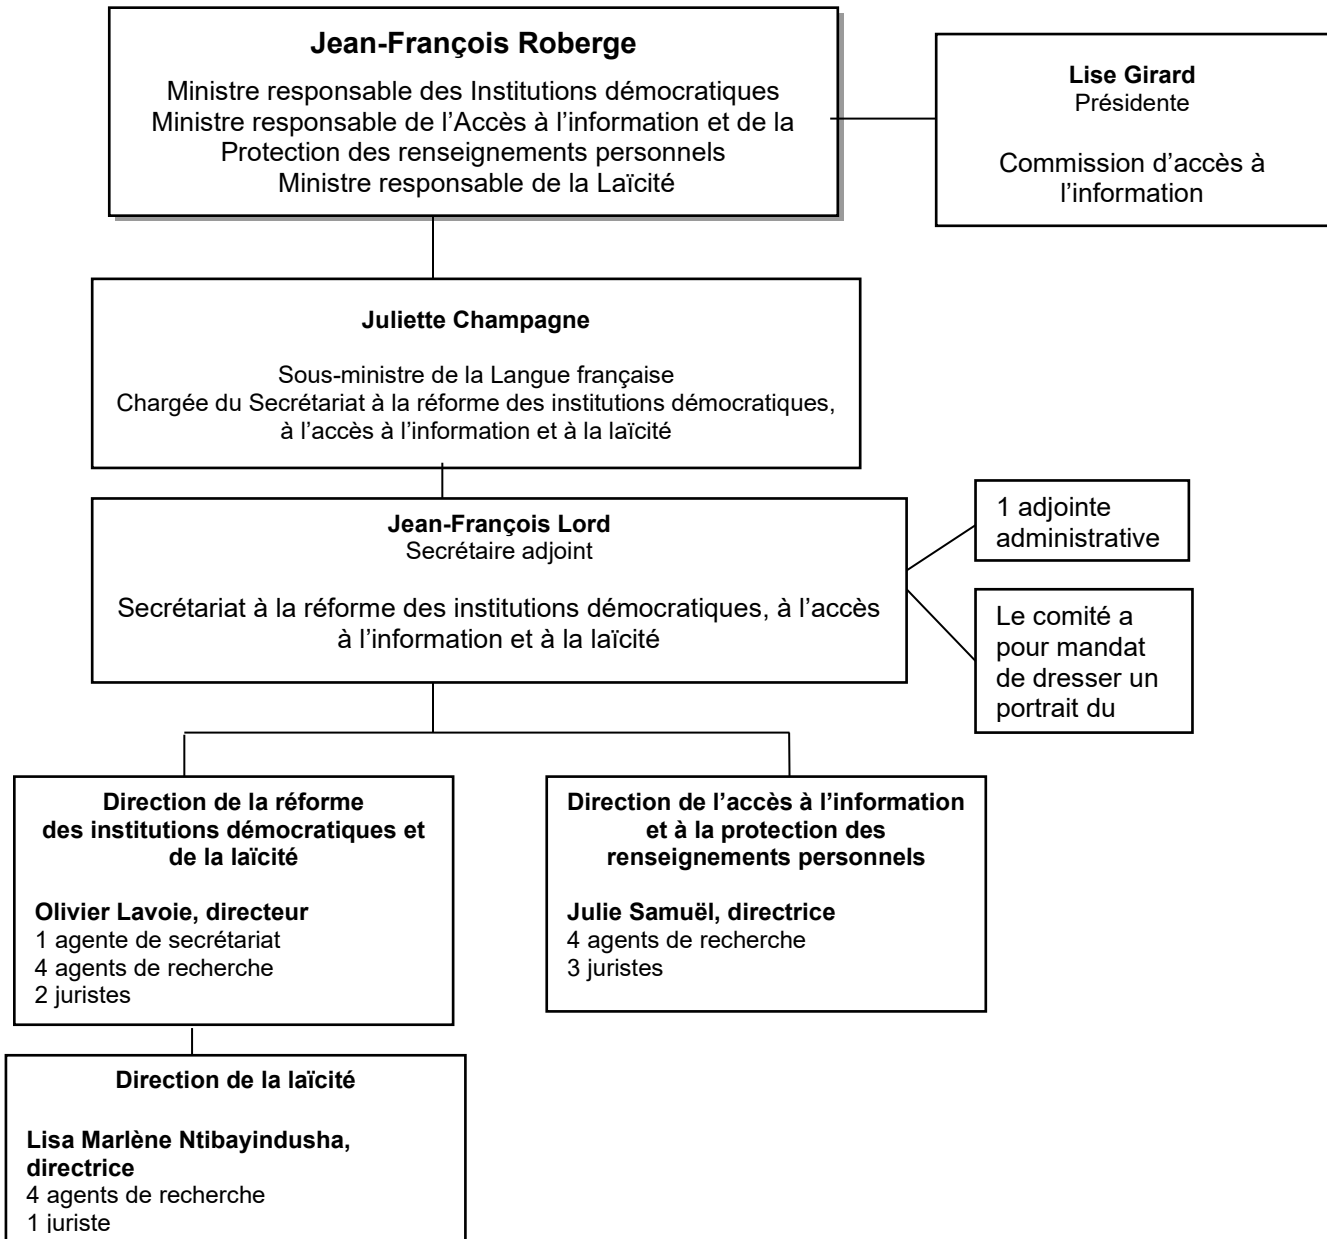 Jean-François Roberge
Ministre responsable des Institutions démocratiques
Ministre responsable de l’Accès à l’information et de la
Protection des renseignements personnels
Ministre responsable de la Laïcité
Lise Girard
Présidente
Commission d’accès à
l’information
Juliette Champagne
Sous-ministre de la Langue française
Chargée du Secrétariat à la réforme des institutions démocratiques,
à l’accès à l’information et à la laïcité
Jean-François Lord
Secrétaire adjoint
Secrétariat à la réforme des institutions démocratiques, à l’accès
à l’information et à la laïcité
1 adjointe
administrative
Le comité a
pour mandat
de dresser un
portrait du
Direction de la réforme
des institutions démocratiques et
de la laïcité
Olivier Lavoie, directeur
1 agente de secrétariat
4 agents de recherche
2 juristes
Direction de l’accès à l’information
et à la protection des
renseignements personnels
Julie Samuël, directrice
4 agents de recherche
3 juristes
Direction de la laïcité
Lisa Marlène Ntibayindusha,
directrice
4 agents de recherche
1 juriste